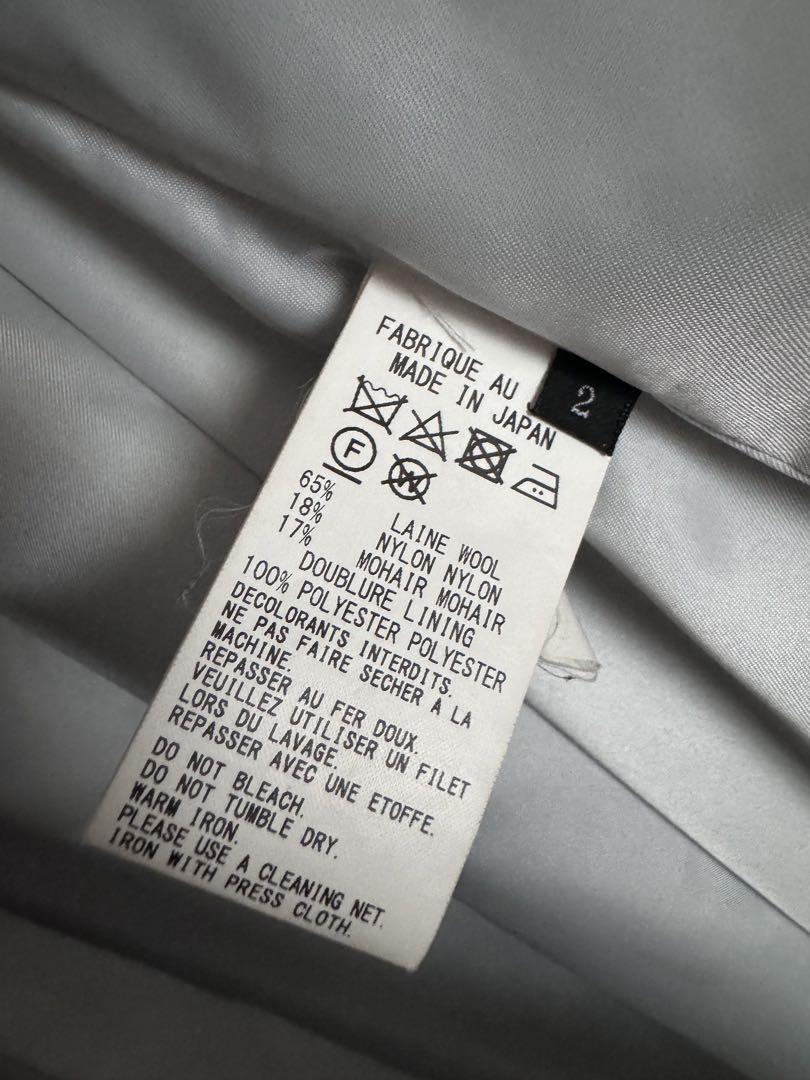 FABRIQUE AU
MADE IN JAPAN
2
F
W
65% LAINE WOOL
18% NYLON NYLON
17% MOHAIR MOHAIR
DOUBLURE LINING
100% POLYESTER POLYESTER
DECOLORANTS INTERDITS.
NE PAS FAIRE SECHER A LA
MACHINE.
REPASSER AU FER DOUX.
VEUILLEZ UTILISER UN FILET
LORS DU LAVAGE.
REPASSER AVEC UNE ETOFFE.
DO NOT BLEACH.
DO NOT TUMBLE DRY.
WARM IRON.
PLEASE USE A CLEANING NET.
IRON WITH PRESS CLOTH.